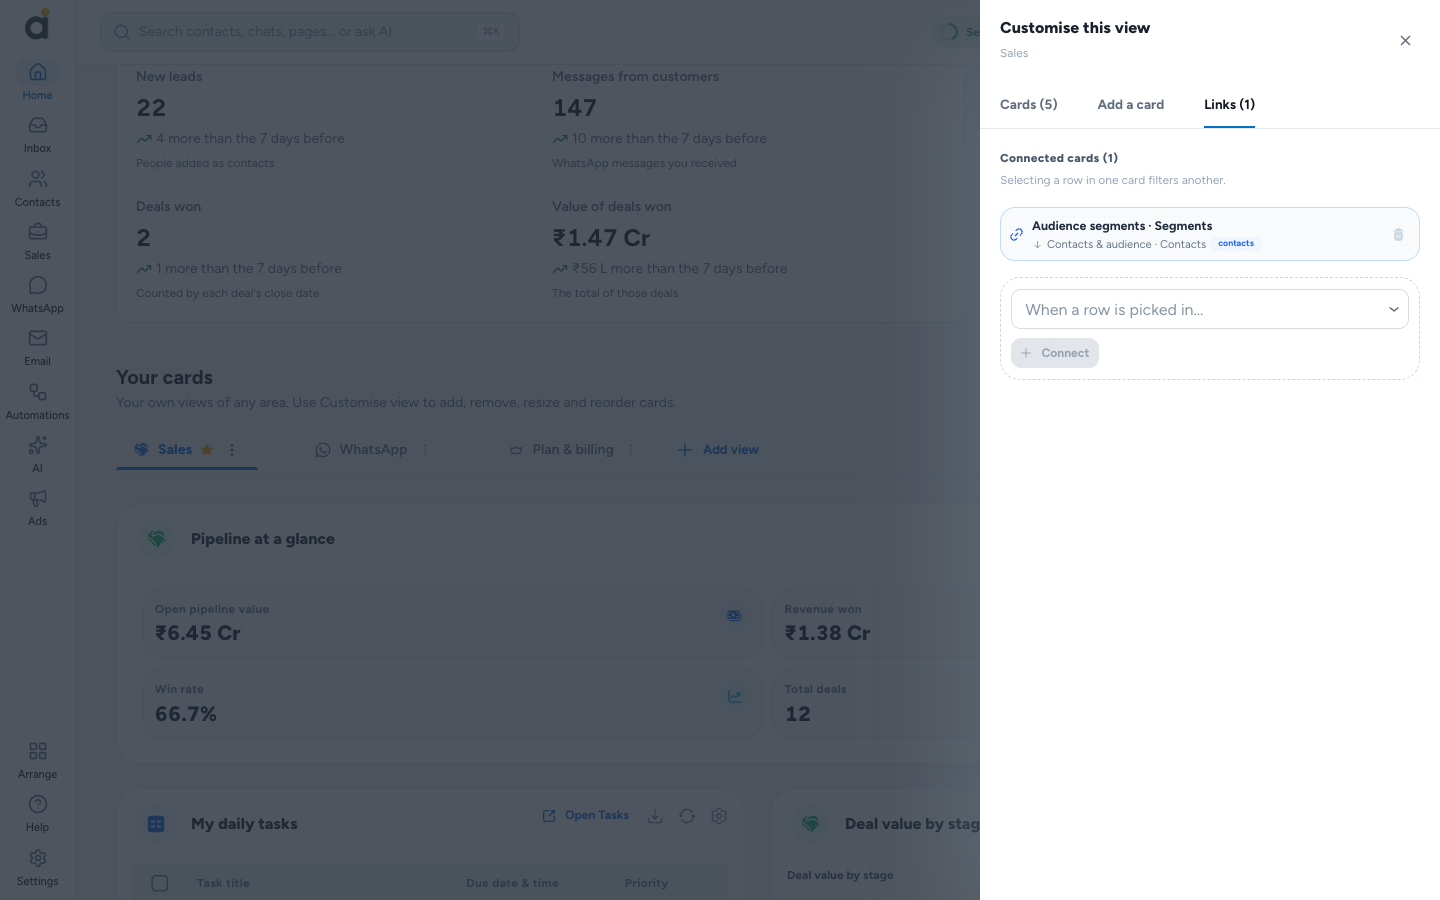 Search contacts, chats, pages... or ask AI
⌘K
Se
Home
Inbox
Contacts
Sales
WhatsApp
Email
Automations
AI
Ads
Arrange
Help
Settings
New leads
22
4 more than the 7 days before
People added as contacts
Messages from customers
147
10 more than the 7 days before
WhatsApp messages you received
Deals won
2
1 more than the 7 days before
Counted by each deal's close date
Value of deals won
₹1.47 Cr
₹56 L more than the 7 days before
The total of those deals
Your cards
Your own views of any area. Use Customise view to add, remove, resize and reorder cards.
Sales
WhatsApp
Plan & billing
Add view
Pipeline at a glance
Open pipeline value
₹6.45 Cr
Revenue won
₹1.38 Cr
Win rate
66.7%
Total deals
12
My daily tasks
Open Tasks
Task title
Due date & time
Priority
Deal value by stag
Deal value by stage
Customise this view
Sales
Cards (5)
Add a card
Links (1)
Connected cards (1)
Selecting a row in one card filters another.
Audience segments · Segments
↓ Contacts & audience · Contacts contacts
When a row is picked in...
Connect